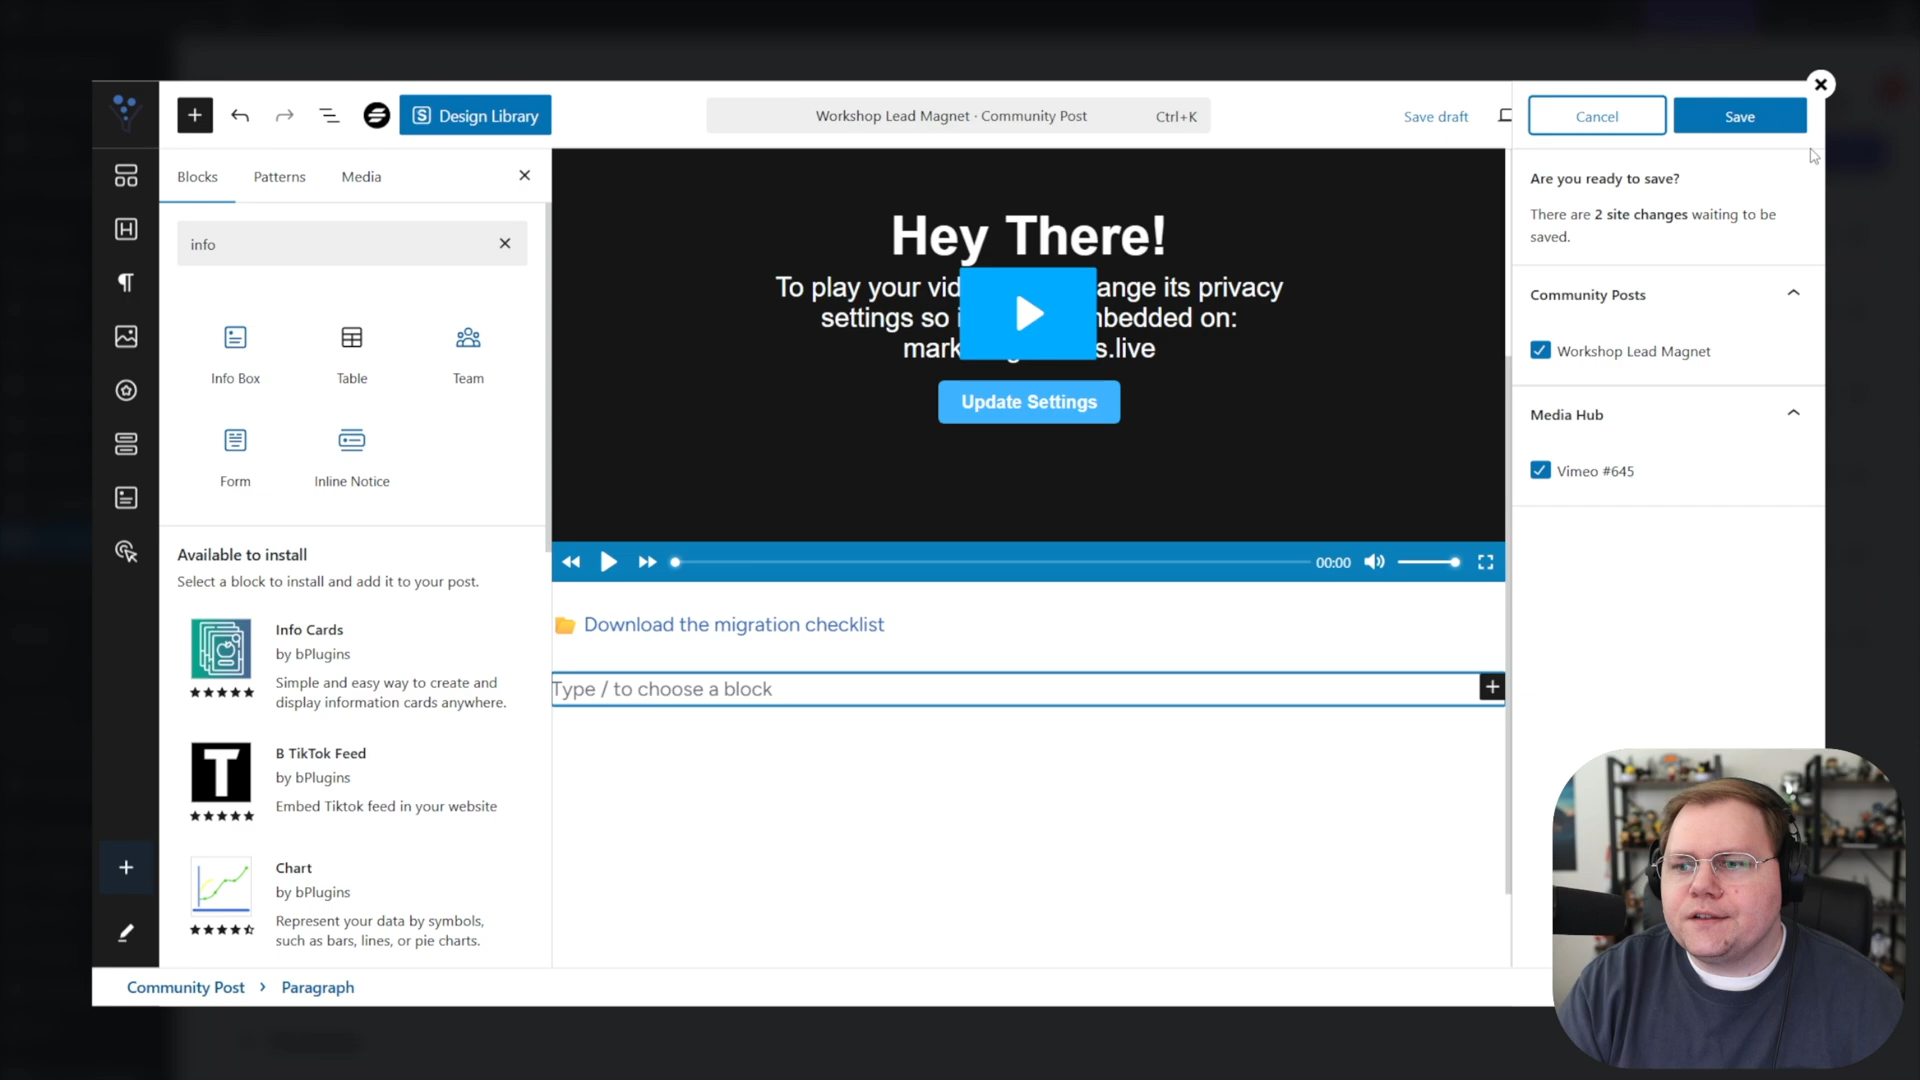 Design Library
Workshop Lead Magnet · Community Post Ctrl+K
Save draft
Cancel
Save
Blocks Patterns Media
info
Info Box
Table
Team
Form
Inline Notice
Available to install
Select a block to install and add it to your post.
Info Cards
by bPlugins
Simple and easy way to create and
display information cards anywhere.
B TikTok Feed
by bPlugins
Embed Tiktok feed in your website
Chart
by bPlugins
Represent your data by symbols,
such as bars, lines, or pie charts.
Hey There!
To play your vid ange its privacy
settings so i bedded on:
mark s.live
Update Settings
00:00
Download the migration checklist
Type / to choose a block
Are you ready to save?
There are 2 site changes waiting to be
saved.
Community Posts
Workshop Lead Magnet
Media Hub
Vimeo #645
Community Post › Paragraph